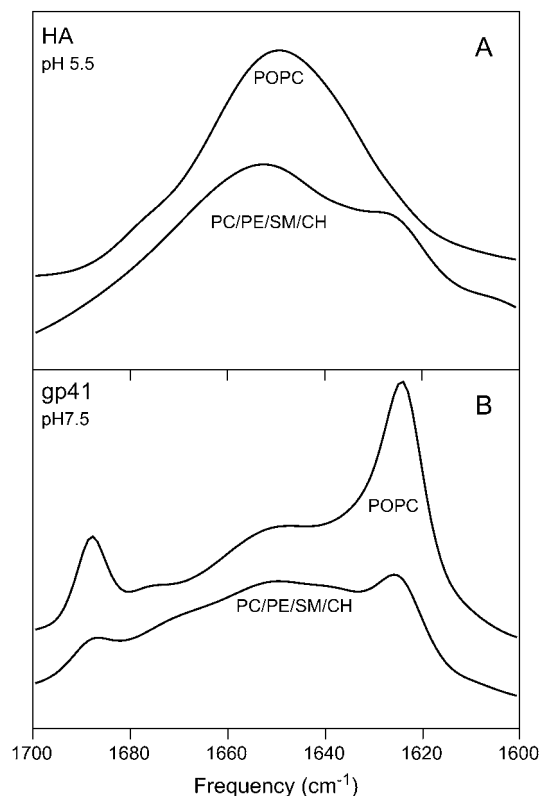 HA
A
pH 5.5
POPC
PC/PE/SM/CH
gp41
B
pH7.5
POPC
PC/PE/SM/CH
1700 1680 1660 1640 1620 1600
Frequency (cm⁻¹)